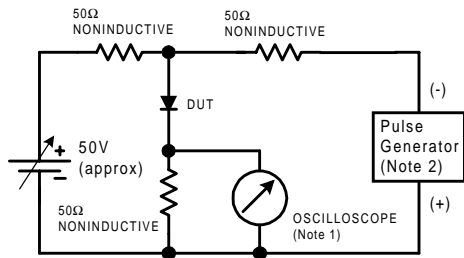 50Ω
NONINDUCTIVE
50Ω
NONINDUCTIVE
(-)
DUT
Pulse
Generator
(Note 2)
50V
(approx)
+
(+)
50Ω
NONINDUCTIVE
OSCILLOSCOPE
(Note 1)